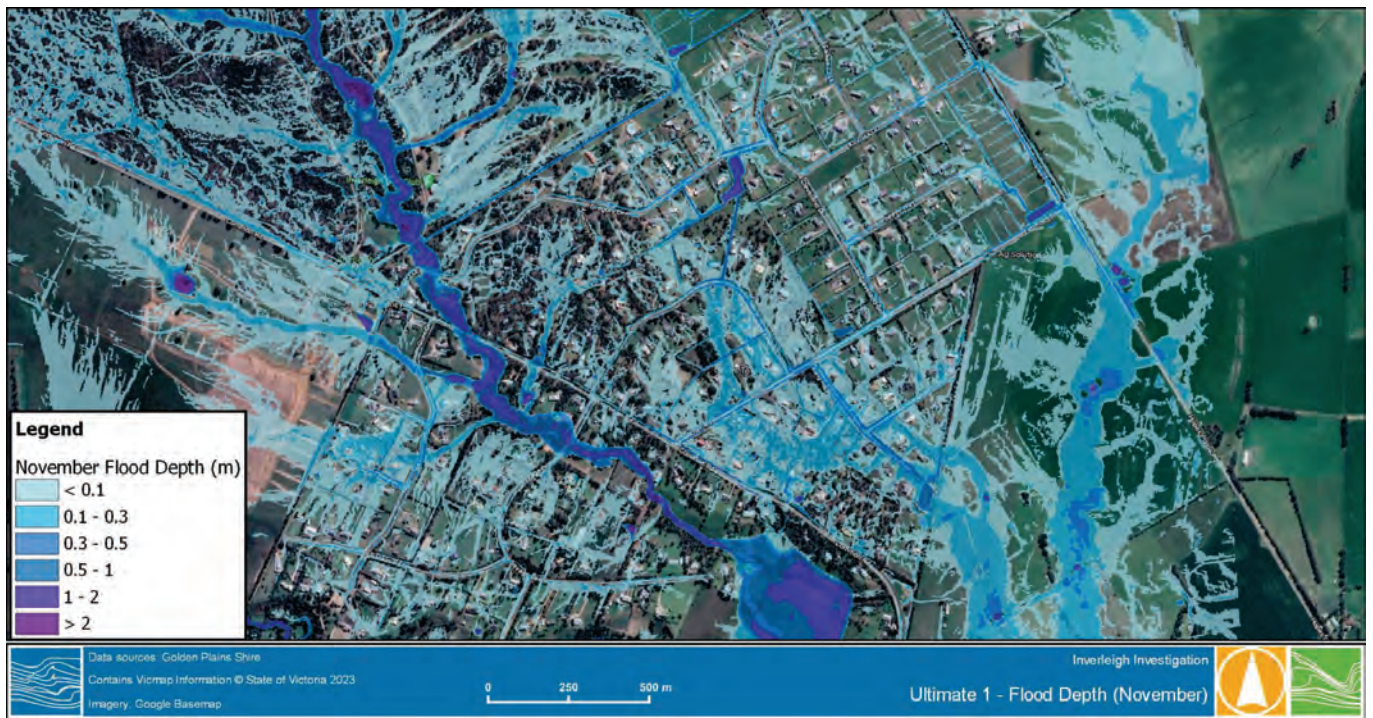 Ag Solution
Legend
November Flood Depth (m)
< 0.1
0.1 - 0.3
0.3 - 0.5
0.5 - 1
1 - 2
> 2
Data sources: Golden Plains Shire
Contains Vicmap Information © State of Victoria 2023
Imagery: Google Basemap
0 250 500 m
Inverleigh Investigation
Ultimate 1 - Flood Depth (November)